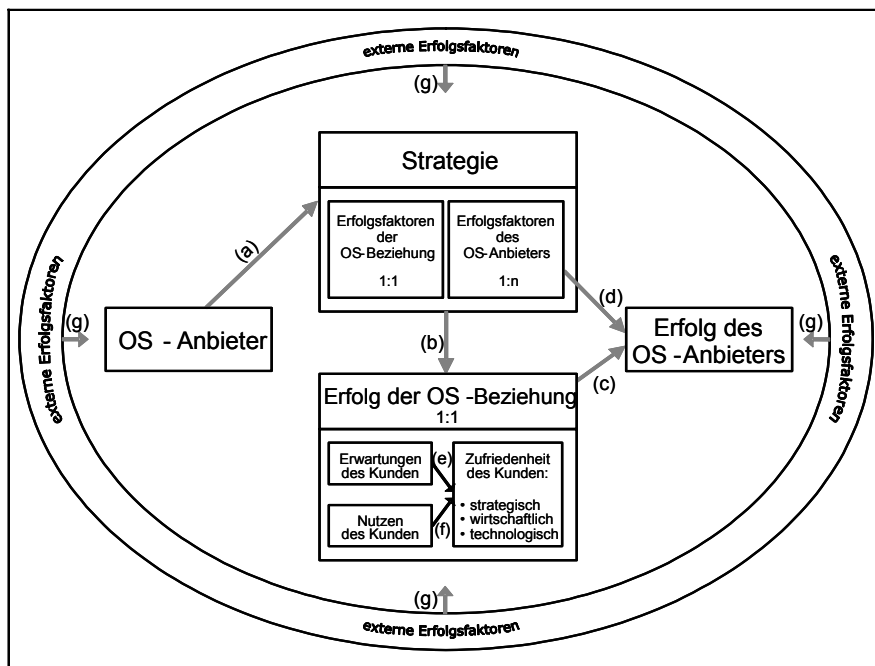 externe Erfolgsfaktoren
(g)
Strategie
Erfolgsfaktoren
der
OS-Beziehung
1:1
Erfolgsfaktoren
des
OS-Anbieters
1:n
(a)
(d)
externe Erfolgsfaktoren
(g)
OS - Anbieter
(b)
(c)
Erfolg des
OS -Anbieters
(g)
externe Erfolgsfaktoren
Erfolg der OS -Beziehung
1:1
Erwartungen
des Kunden
(e)
Nutzen
des Kunden
(f)
Zufriedenheit
des Kunden:
• strategisch
• wirtschaftlich
• technologisch
(g)
externe Erfolgsfaktoren